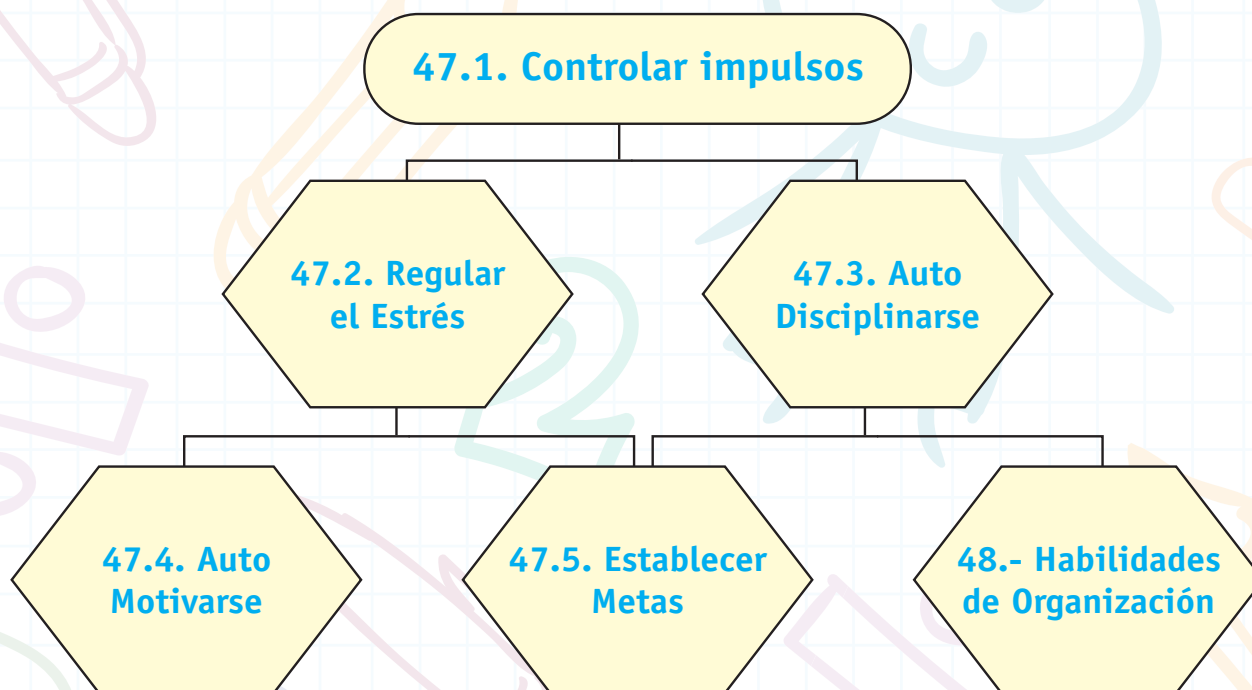 47.1. Controlar impulsos
47.2. Regular
el Estrés
47.3. Auto
Disciplinarse
47.4. Auto
Motivarse
47.5. Establecer
Metas
48.- Habilidades
de Organización